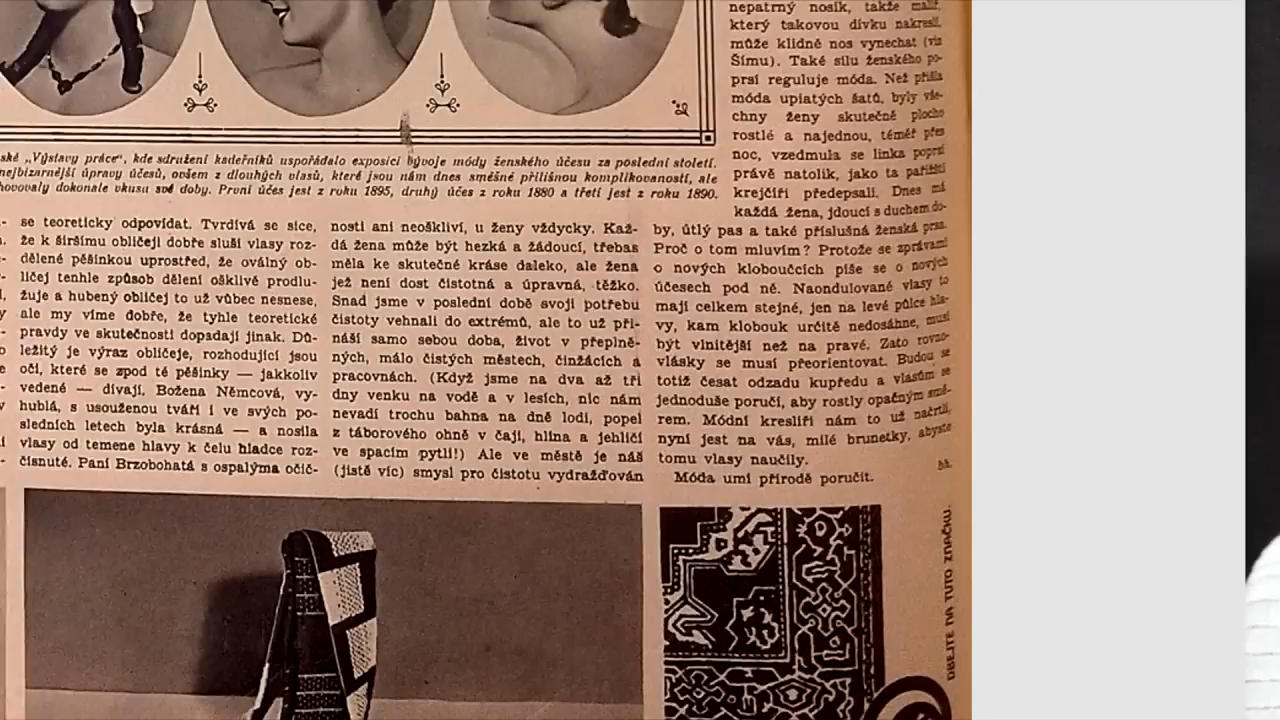 ské „Výstavy práce“, kde sdružení kadeřníků uspořádalo exposici bývoje módy ženského účesu za poslední století.
nejbizarnější úpravy účesů, ovšem z dlouhých vlasů, které jsou nám dnes směšné přílišnou komplikovaností, ale
hovovaly dokonale vkusu své doby. První účes jest z roku 1895, druhý účes z roku 1880 a třetí jest z roku 1890.
se teoreticky odpovídat. Tvrdívá se sice,
že k širšímu obličeji dobře sluší vlasy roz-
dělené pěšinkou uprostřed, že oválný ob-
ličej tenhle způsob dělení ošklivě prodlu-
žuje a hubený obličej to už vůbec nesnese,
ale my víme dobře, že tyhle teoretické
pravdy ve skutečnosti dopadají jinak. Dů-
ležitý je výraz obličeje, rozhodující jsou
oči, které se zpod té pěšinky — jakkoliv
vedené — dívají. Božena Němcová, vy-
hublá, s usouženou tváří i ve svých po-
sledních letech byla krásná — a nosila
vlasy od temene hlavy k čelu hladce roz-
čísnuté. Paní Brzobohatá s ospalýma očič-
nosti ani neošklivi, u ženy vždycky. Kaž-
dá žena může být hezká a žádoucí, třebas
měla ke skutečné kráse daleko, ale žena
jež není dost čistotná a úpravná, těžko.
Snad jsme v poslední době svoji potřebu
čistoty vehnali do extrémů, ale to už při-
náší samo sebou doba, život v přeplně-
ných, málo čistých městech, činžácích a
pracovnách. (Když jsme na dva až tři
dny venku na vodě a v lesích, nic nám
nevadí trochu bahna na dně lodi, popel
z táborového ohně v čaji, hlína a jehličí
ve spacím pytli!) Ale ve městě je náš
(jistě víc) smysl pro čistotu vydražďován
nepatrný nosík, takže malíř,
který takovou dívku nakreslí,
může klidně nos vynechat (viz
Šímu). Také sílu ženského po-
prsí reguluje móda. Než přišla
móda upiatých šatů, byly vše-
chny ženy skutečně plocho
rostlé a najednou, téměř přes
noc, vzedmula se linka poprsí
právě natolik, jako ta pařížští
krejčíři předepsali. Dnes má
každá žena, jdoucí s duchem do-
by, útlý pas a také příslušná ženská prsa.
Proč o tom mluvím? Protože se zprávami
o nových kloboučcích píše se o nových
účesech pod ně. Naondulované vlasy to
mají celkem stejné, jen na levé půlce hla-
vy, kam klobouk určitě nedosáhne, musí
být vlnitější než na pravé. Zato rovno-
vlásky se musí přeorientovat. Budou se
totiž česat odzadu kupředu a vlasům se
jednoduše poručí, aby rostly opačným smě-
rem. Módní kreslíři nám to už načrtli,
nyní jest na vás, milé brunetky, abyste
tomu vlasy naučily.
Móda umí přírodě poručit.
DBEJTE NA TUTO ZNAČKU.